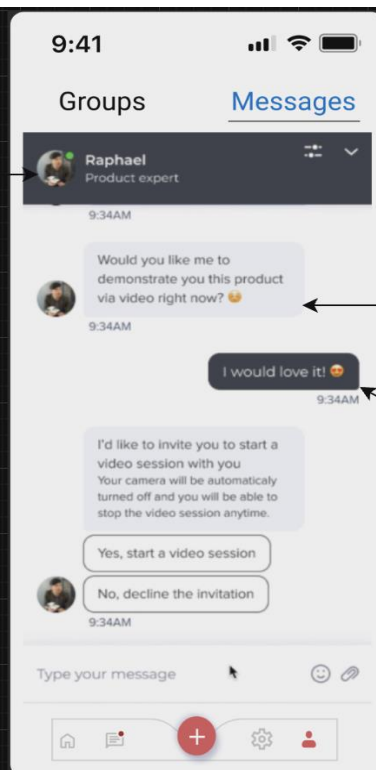 9:41
Groups Messages
Raphael
Product expert
9:34AM
Would you like me to
demonstrate you this product
via video right now? 😊
9:34AM
I would love it! 😍
9:34AM
I'd like to invite you to start a
video session with you
Your camera will be automaticaly
turned off and you will be able to
stop the video session anytime.
Yes, start a video session
No, decline the invitation
9:34AM
Type your message